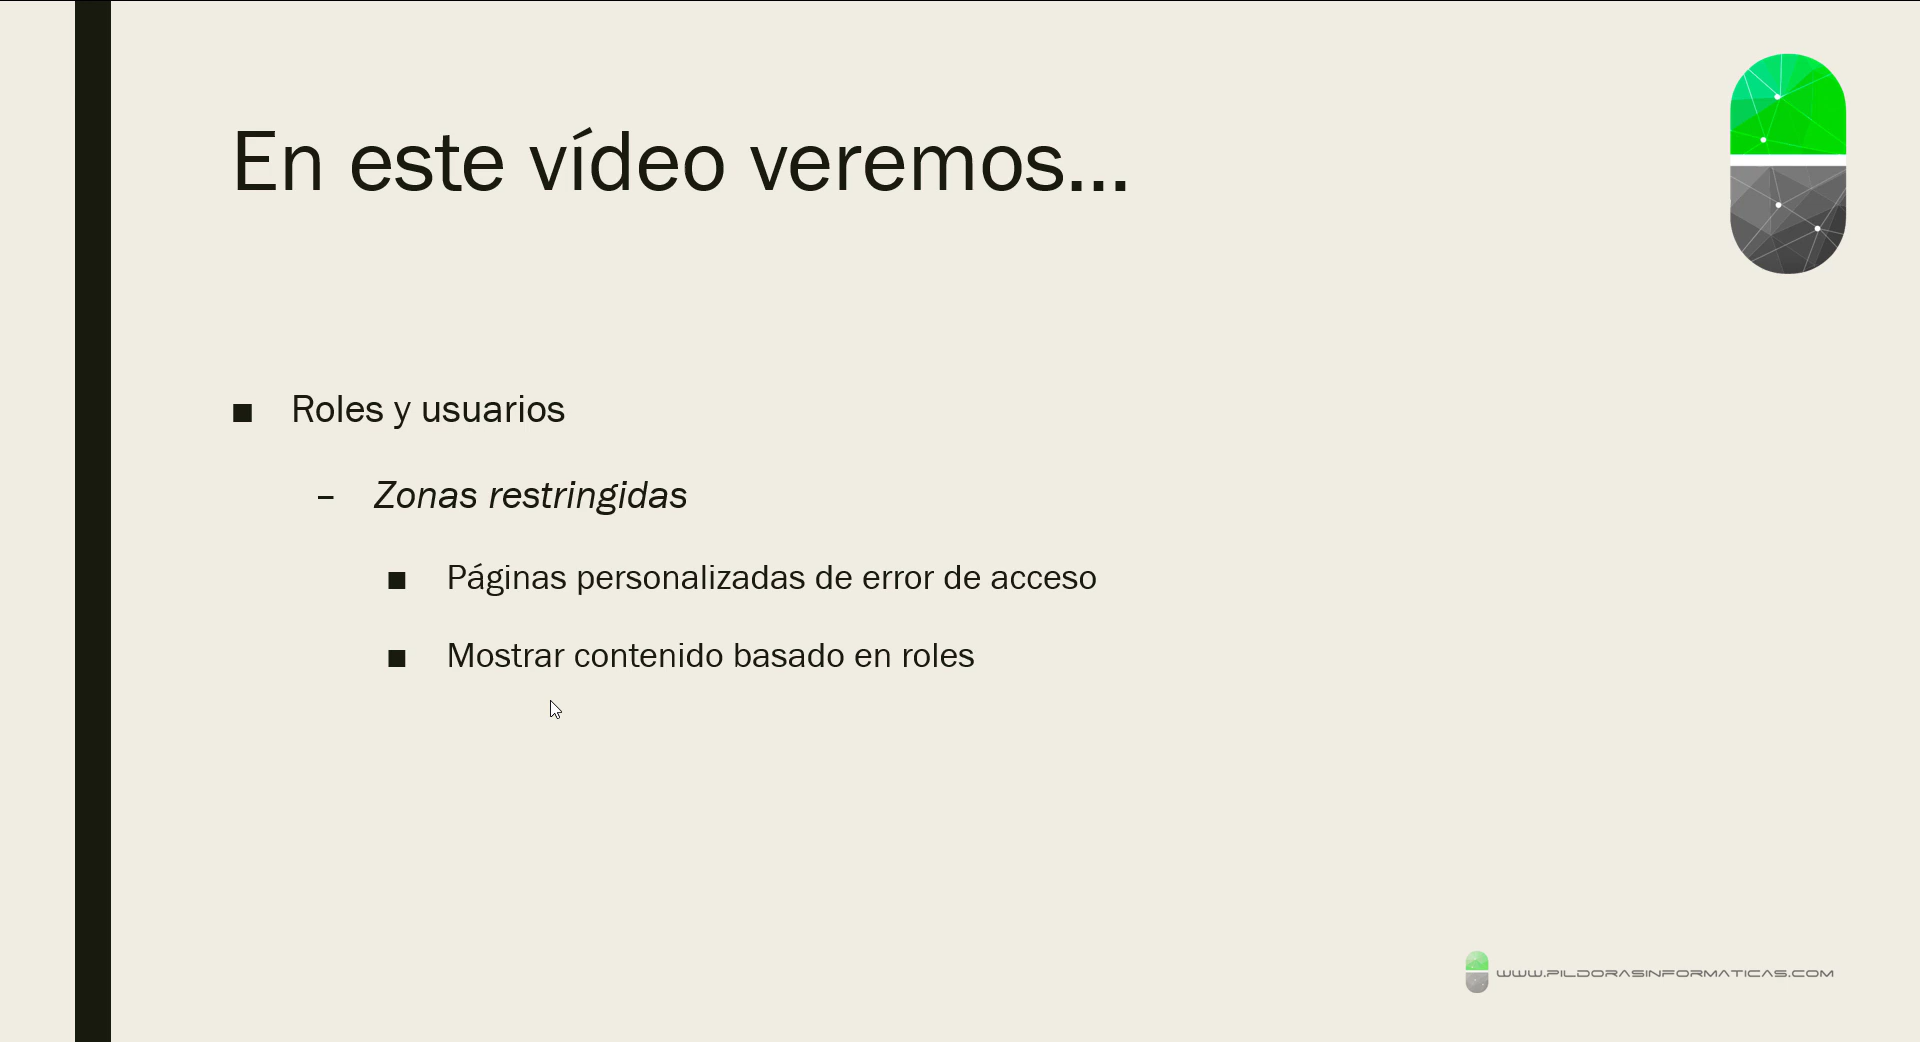 En este vídeo veremos...
Roles y usuarios
– Zonas restringidas
Páginas personalizadas de error de acceso
Mostrar contenido basado en roles
WWW.PILDORASINFORMATICAS.COM